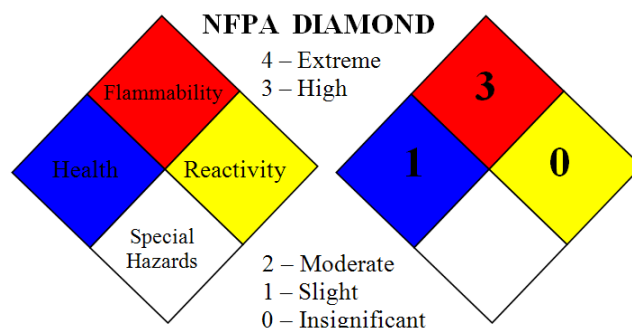 NFPA DIAMOND
4 – Extreme
3 – High
Flammability
Health
Reactivity
Special
Hazards
3
1
0
2 – Moderate
1 – Slight
0 – Insignificant